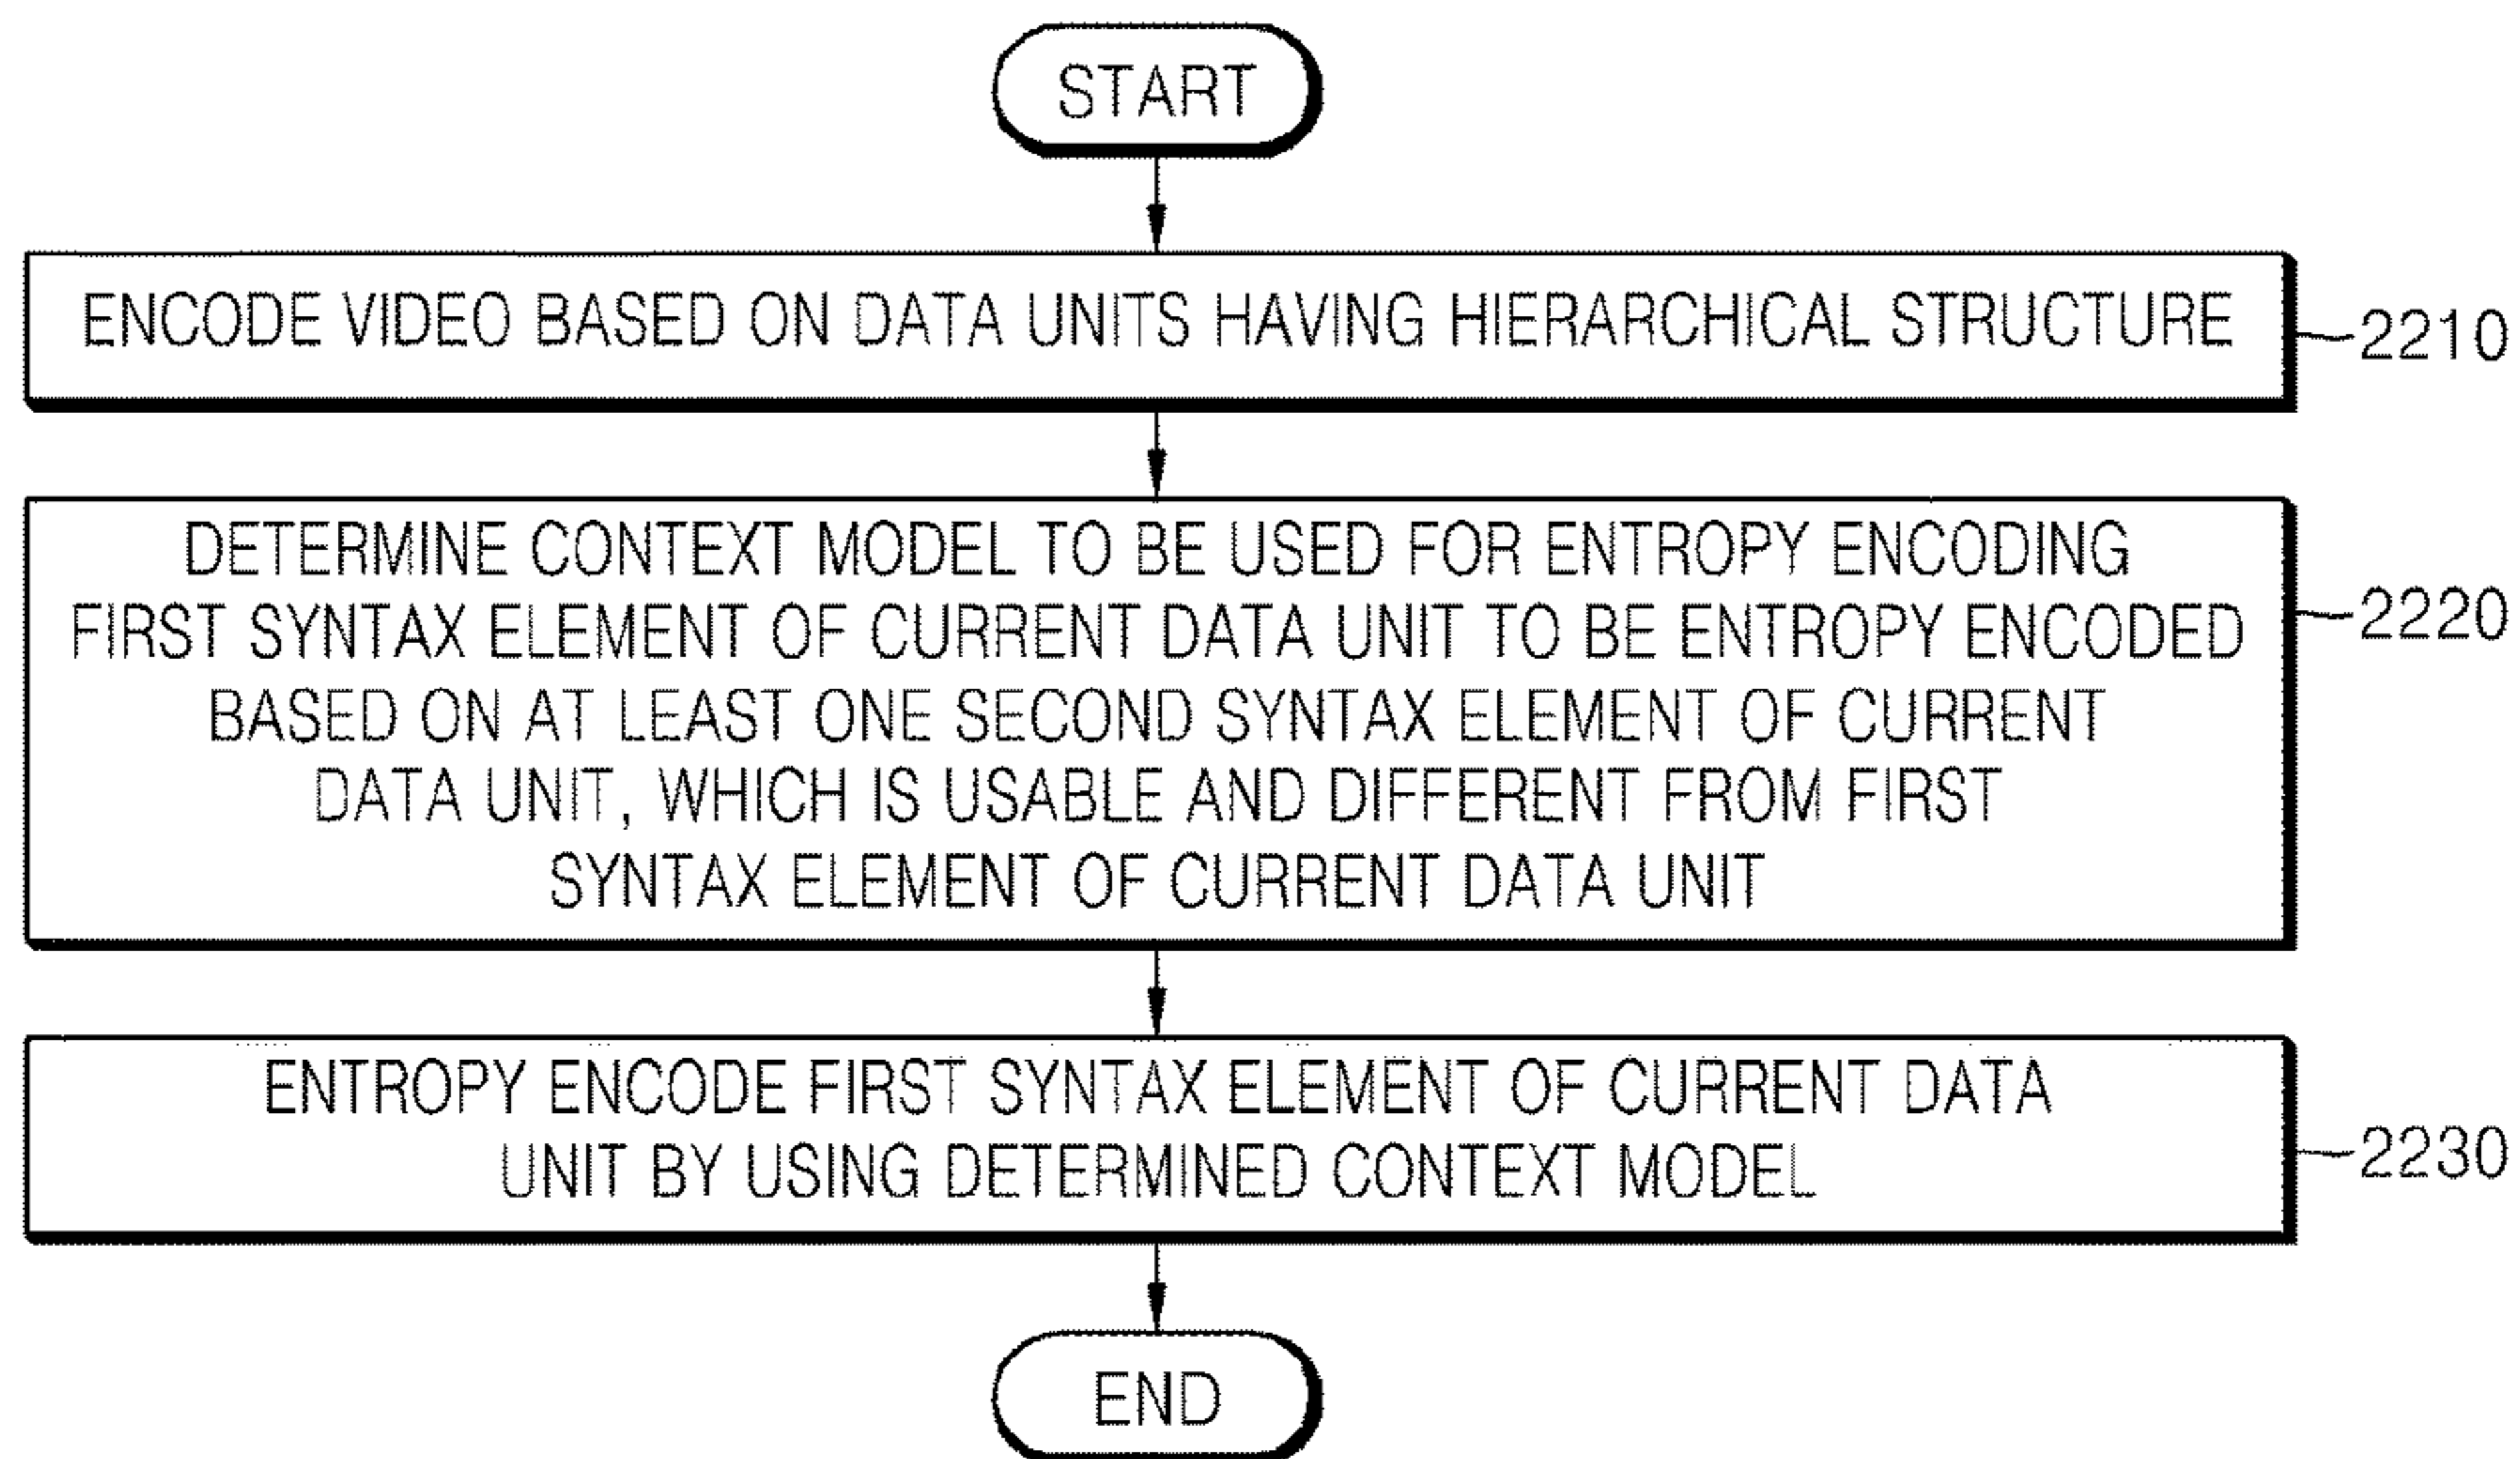 START
ENCODE VIDEO BASED ON DATA UNITS HAVING HIERARCHICAL STRUCTURE
2210
DETERMINE CONTEXT MODEL TO BE USED FOR ENTROPY ENCODING
FIRST SYNTAX ELEMENT OF CURRENT DATA UNIT TO BE ENTROPY ENCODED
BASED ON AT LEAST ONE SECOND SYNTAX ELEMENT OF CURRENT
DATA UNIT, WHICH IS USABLE AND DIFFERENT FROM FIRST
SYNTAX ELEMENT OF CURRENT DATA UNIT
2220
ENTROPY ENCODE FIRST SYNTAX ELEMENT OF CURRENT DATA
UNIT BY USING DETERMINED CONTEXT MODEL
2230
END